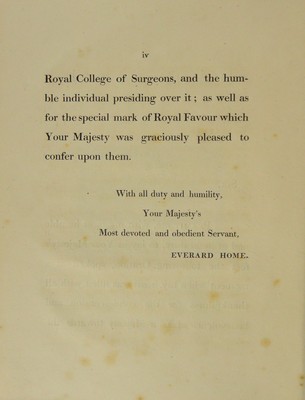 iv
Royal College of Surgeons, and the hum-
ble individual presiding over it; as well as
for the special mark of Royal Favour which
Your Majesty was graciously pleased to
confer upon them.
With all duty and humility,
Your Majesty's
Most devoted and obedient Servant,
EVERARD HOME.